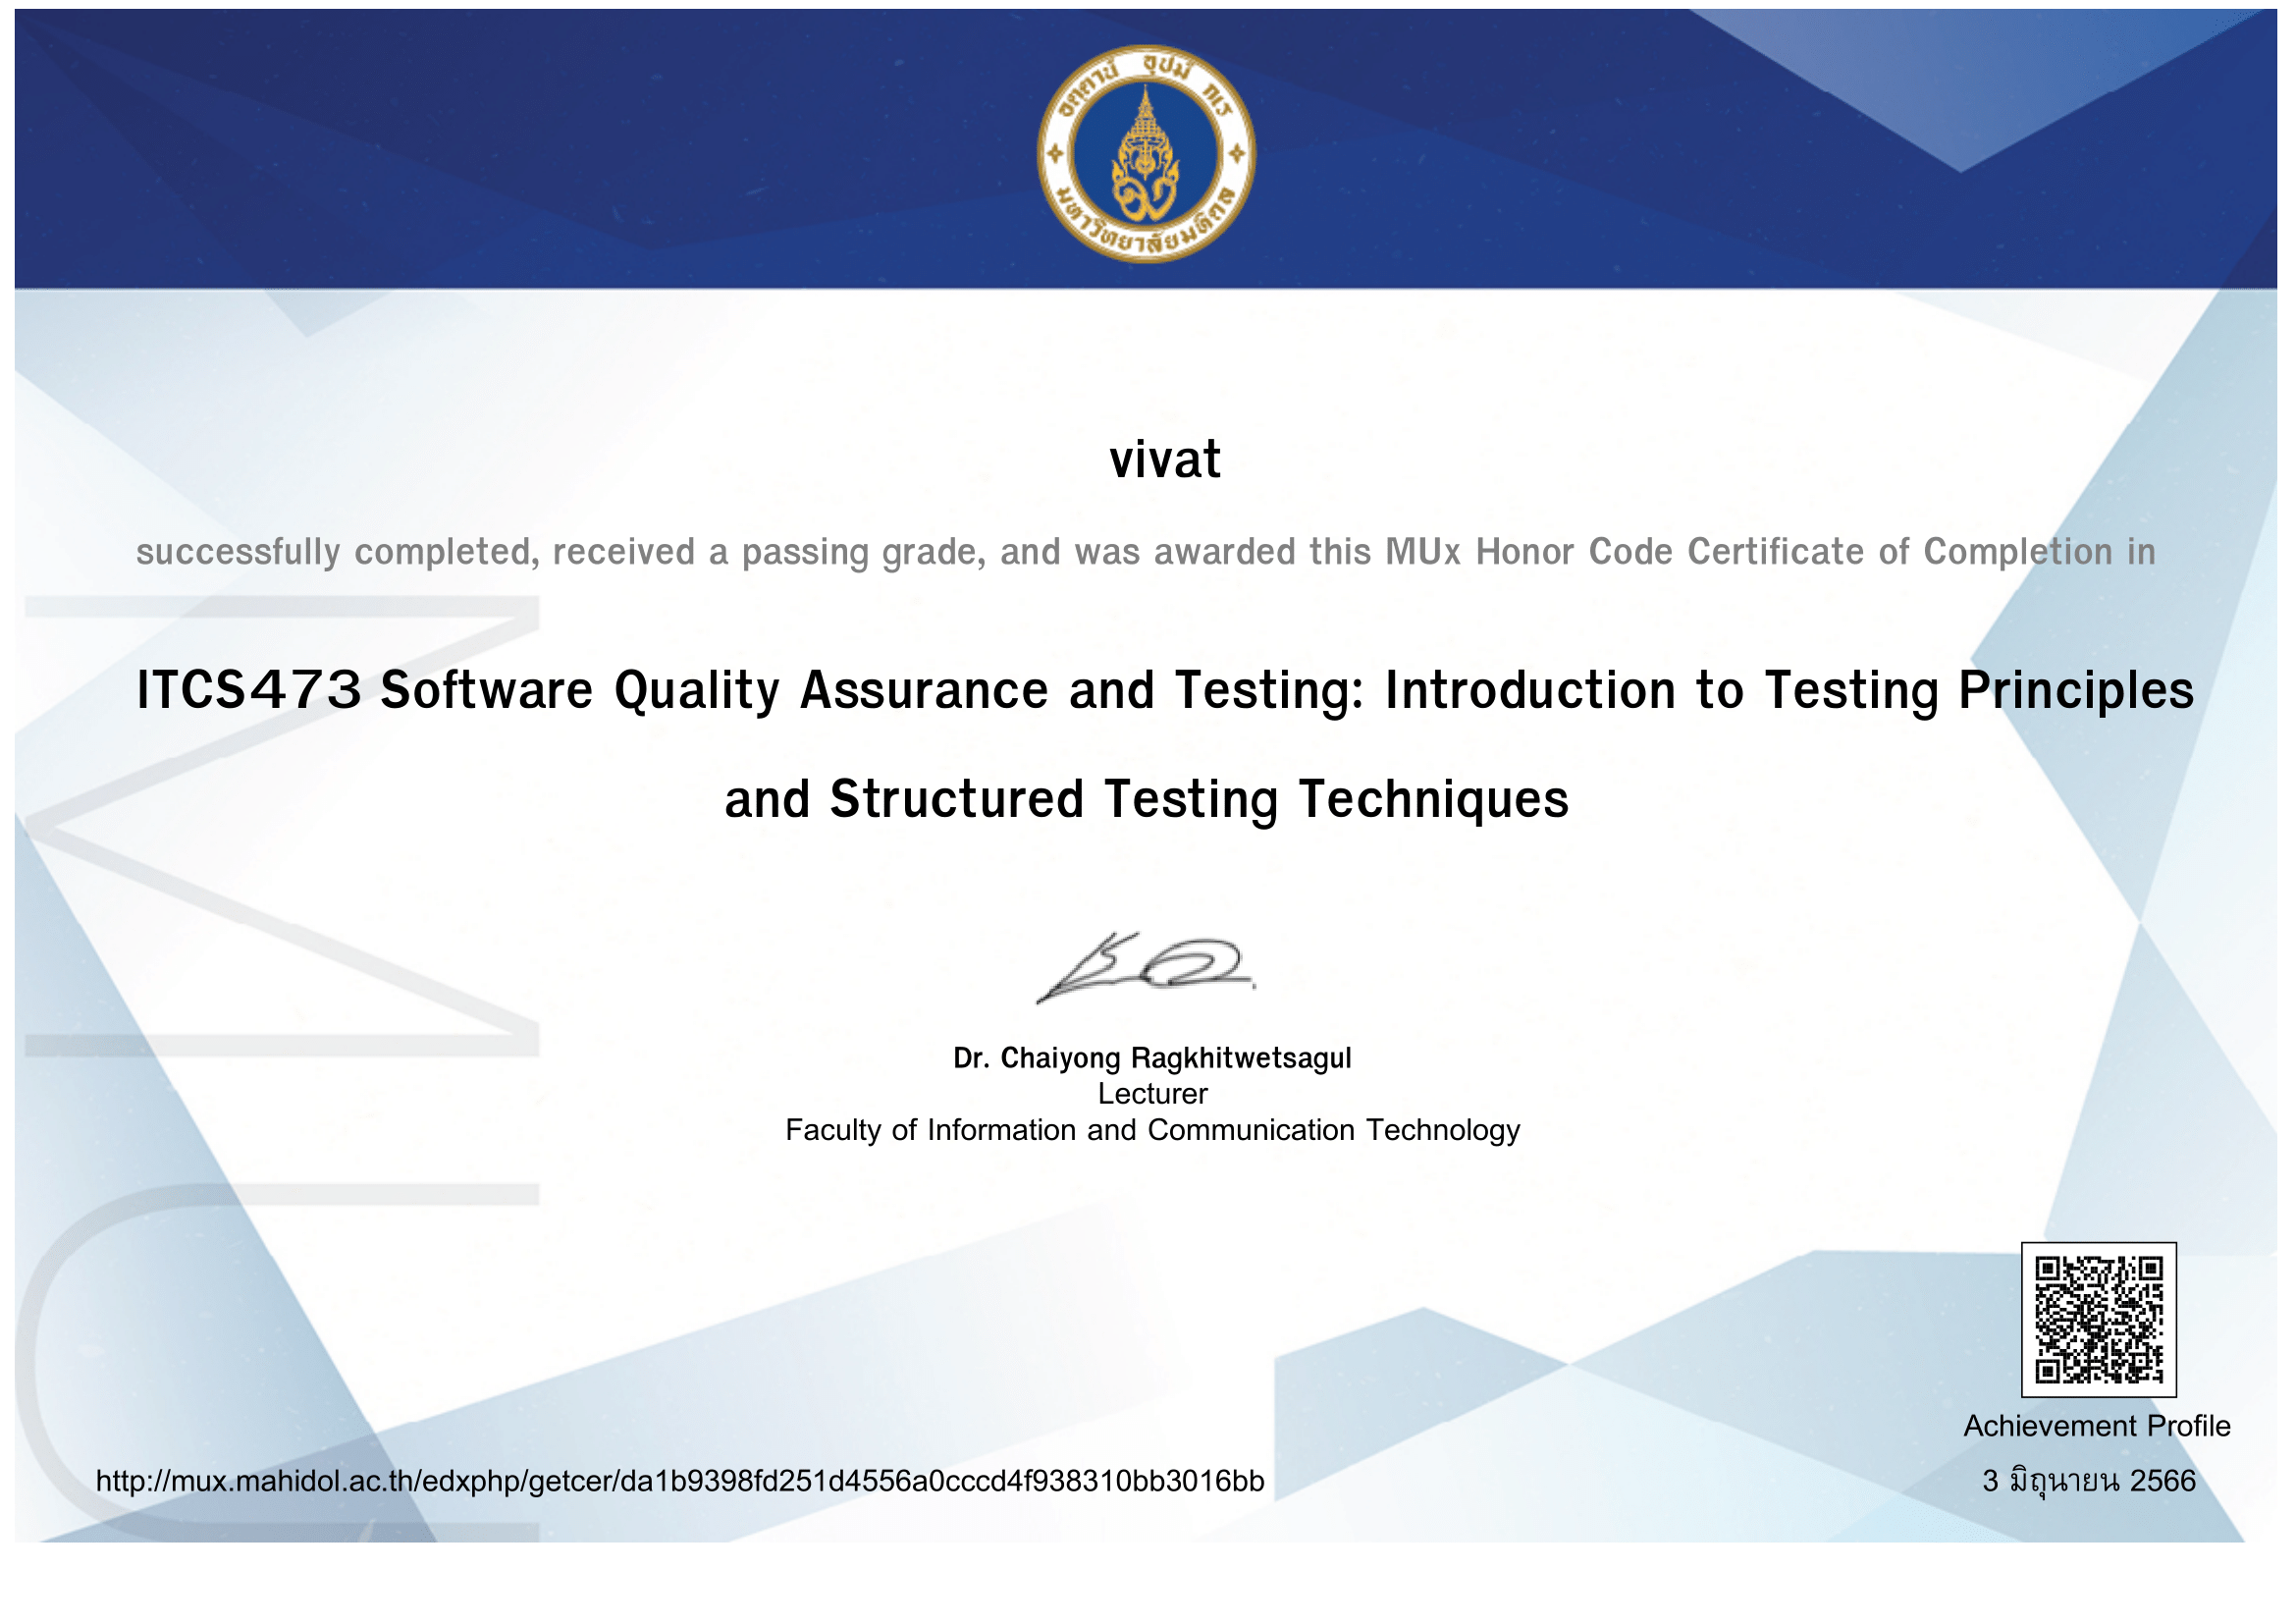 อตฺตานํ อุปมํ กเร
มหาวิทยาลัยมหิดล
vivat
successfully completed, received a passing grade, and was awarded this MUx Honor Code Certificate of Completion in
ITCS473 Software Quality Assurance and Testing: Introduction to Testing Principles
and Structured Testing Techniques
Dr. Chaiyong Ragkhitwetsagul
Lecturer
Faculty of Information and Communication Technology
Achievement Profile
http://mux.mahidol.ac.th/edxphp/getcer/da1b9398fd251d4556a0cccd4f938310bb3016bb
3 มิถุนายน 2566